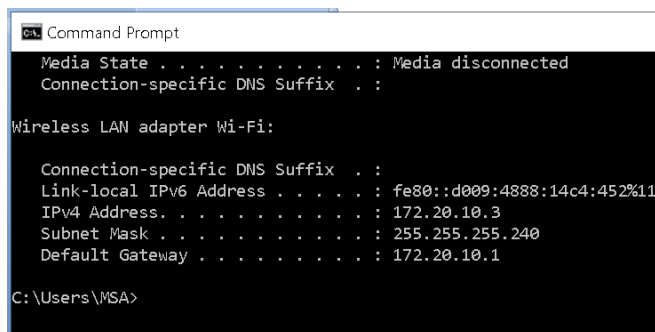 Command Prompt
Media State . . . . . . . . . . . : Media disconnected
Connection-specific DNS Suffix  . :
Wireless LAN adapter Wi-Fi:
Connection-specific DNS Suffix  . :
Link-local IPv6 Address . . . . . : fe80::d009:4888:14c4:452%11
IPv4 Address. . . . . . . . . . . : 172.20.10.3
Subnet Mask . . . . . . . . . . . : 255.255.255.240
Default Gateway . . . . . . . . . : 172.20.10.1
C:\Users\MSA>